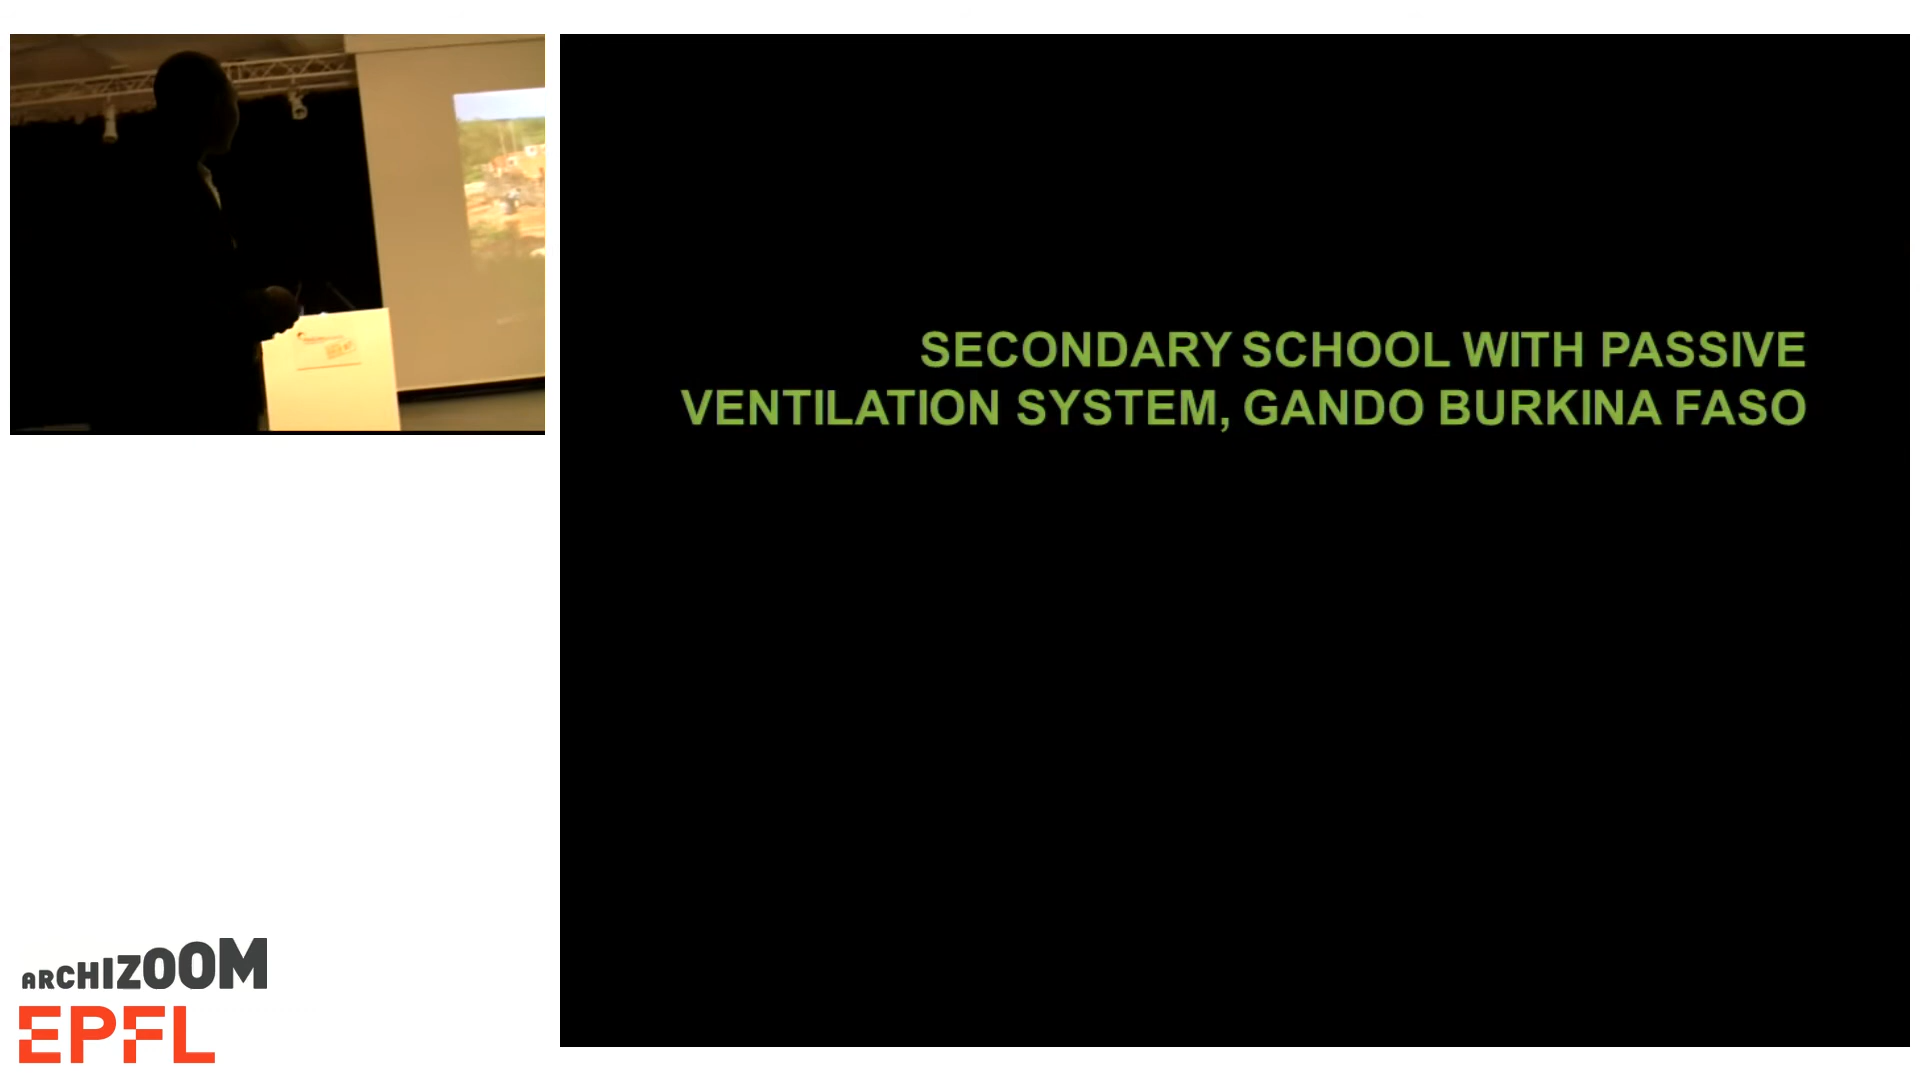 SECONDARY SCHOOL WITH PASSIVE
VENTILATION SYSTEM, GANDO BURKINA FASO
ARCHIZOOM
EPFL